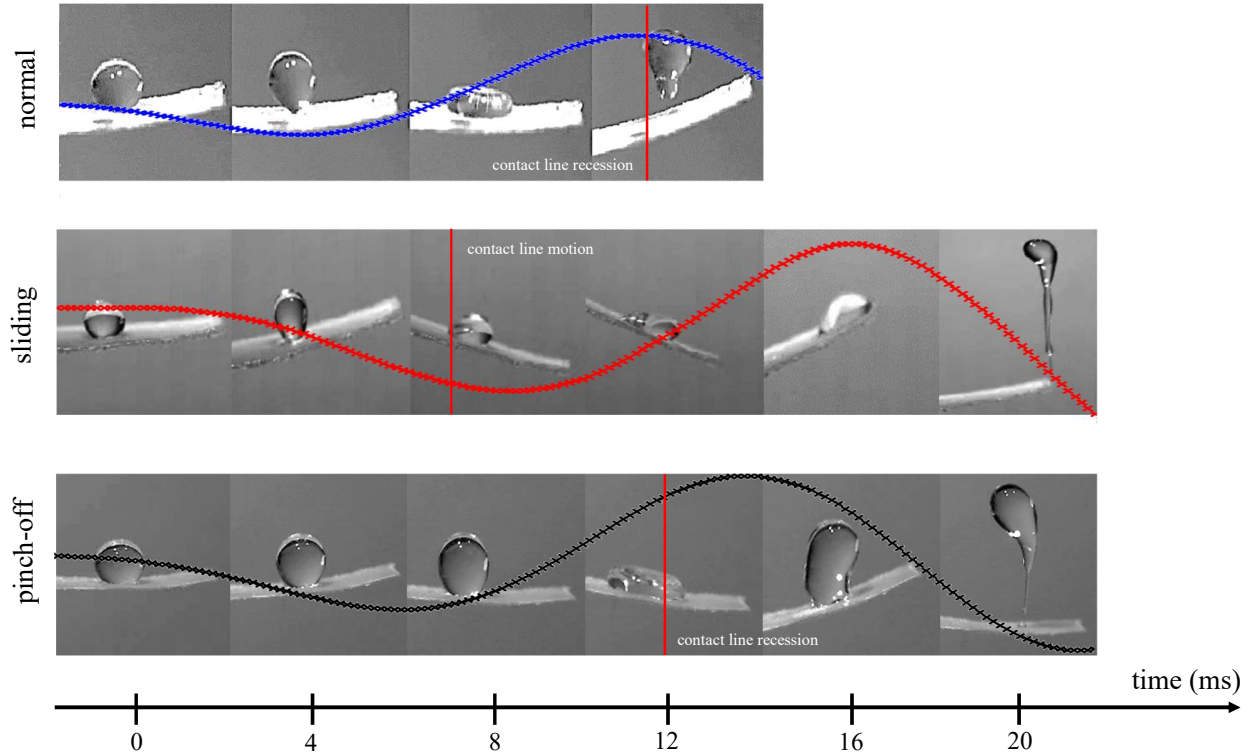 normal
contact line recession
sliding
contact line motion
pinch-off
contact line recession
time (ms)
0
4
8
12
16
20